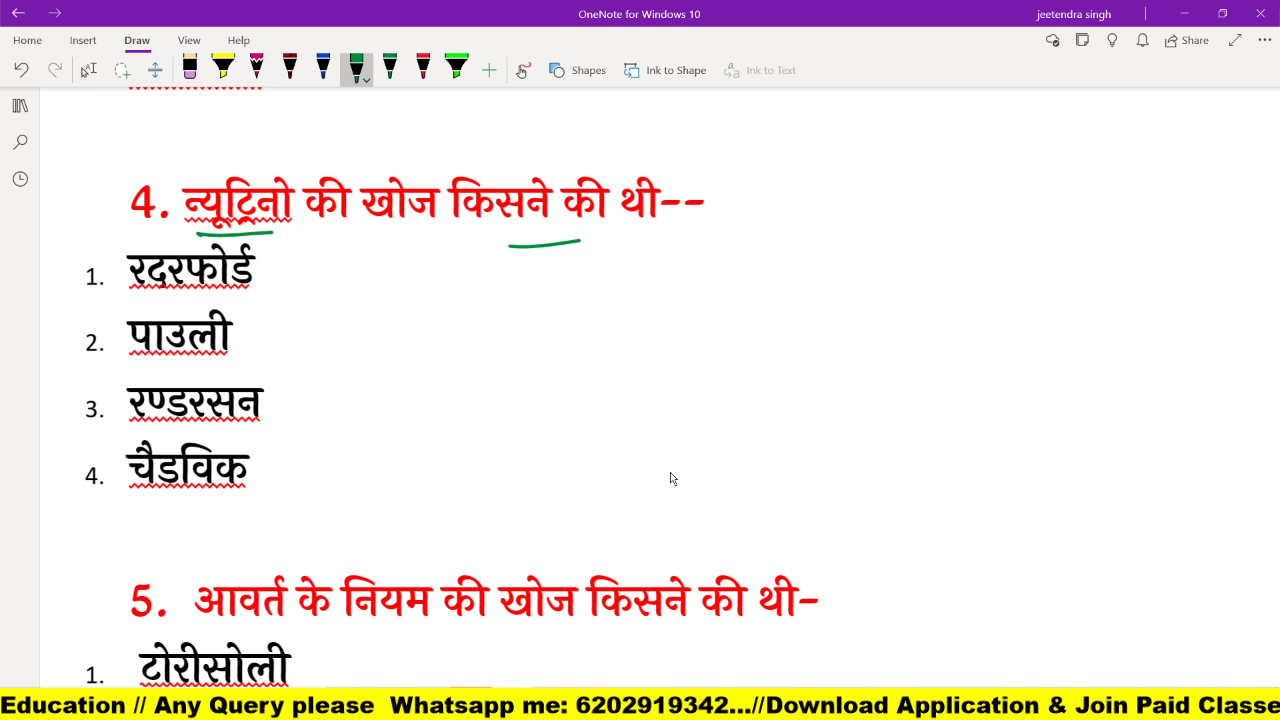 OneNote for Windows 10
jeetendra singh
Home Insert Draw View Help
Share
Shapes
Ink to Shape
Ink to Text
4. न्यूट्रिनो की खोज किसने की थी--
1. रदरफोर्ड
2. पाउली
3. रण्डरसन
4. चैडविक
5. आवर्त के नियम की खोज किसने की थी-
1. टोरीसोली
Education // Any Query please Whatsapp me: 6202919342...//Download Application & Join Paid Classe